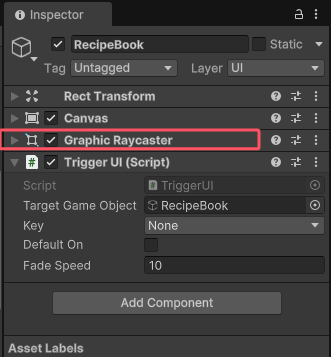 Inspector
RecipeBook
Static
Tag Untagged Layer UI
Rect Transform
Canvas
Graphic Raycaster
# Trigger UI (Script)
Script # TriggerUI
Target Game Object RecipeBook
Key None
Default On
Fade Speed 10
Add Component
Asset Labels